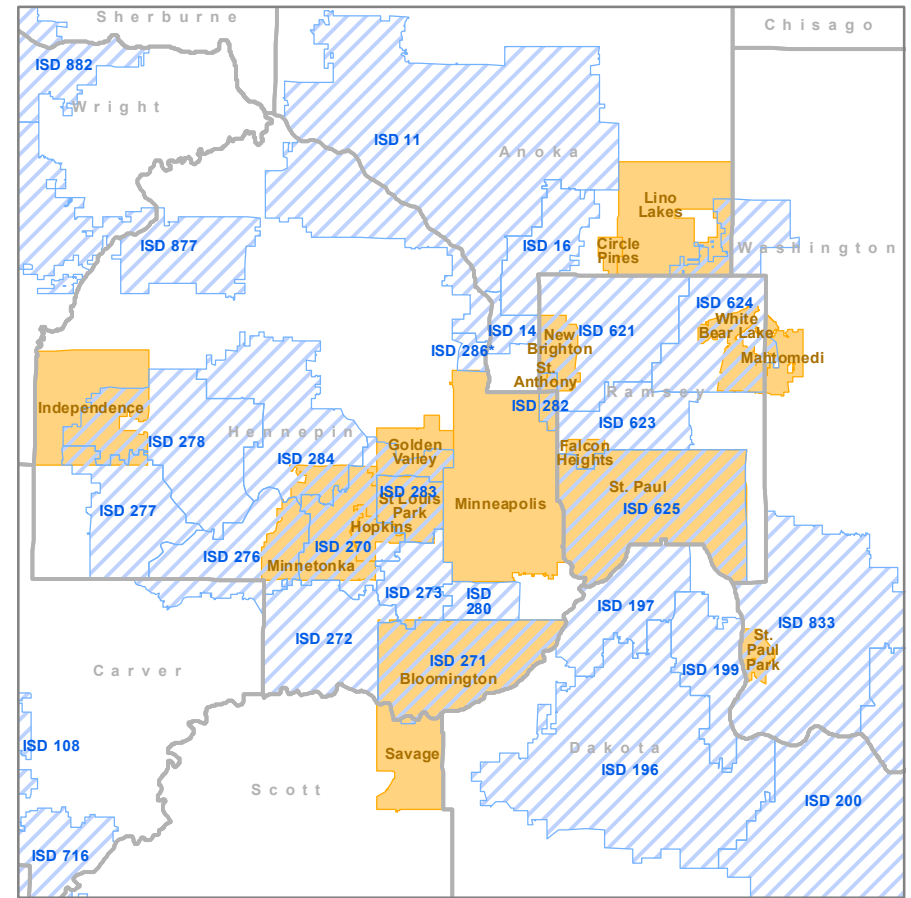 Sherburne
Chisago
ISD 882
Wright
ISD 11
Anoka
Lino
Lakes
Circle
Pines
ISD 16
Washington
ISD 877
ISD 624
White
Bear Lake
ISD 14
ISD 621
New
Brighton
ISD 286*
Mahtomedi
St.
Anthony
Ramsey
Independence
ISD 282
ISD 623
Hennepin
ISD 278
Golden
Valley
Falcon
Heights
ISD 284
St. Paul
ISD 283
St Louis
Park
Minneapolis
ISD 277
ISD 625
Hopkins
ISD 276
ISD 270
Minnetonka
ISD 273
ISD
280
ISD 197
ISD 833
ISD 272
St.
Paul
Park
ISD 271
Bloomington
ISD 199
Carver
ISD 108
Savage
Dakota
ISD 196
Scott
ISD 200
ISD 716